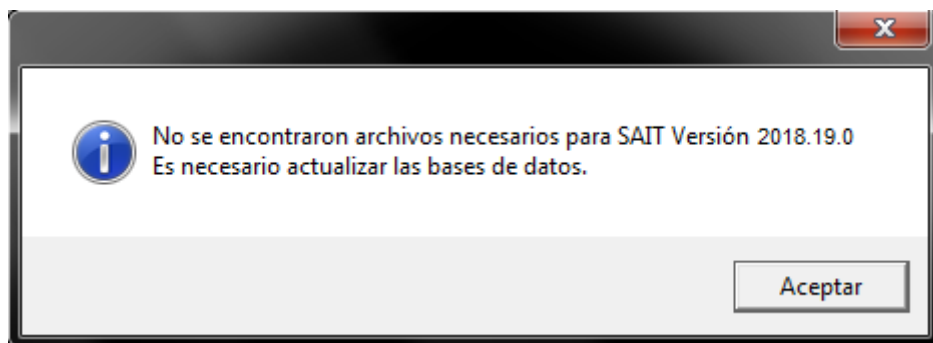 No se encontraron archivos necesarios para SAIT Versión 2018.19.0
Es necesario actualizar las bases de datos.
Aceptar